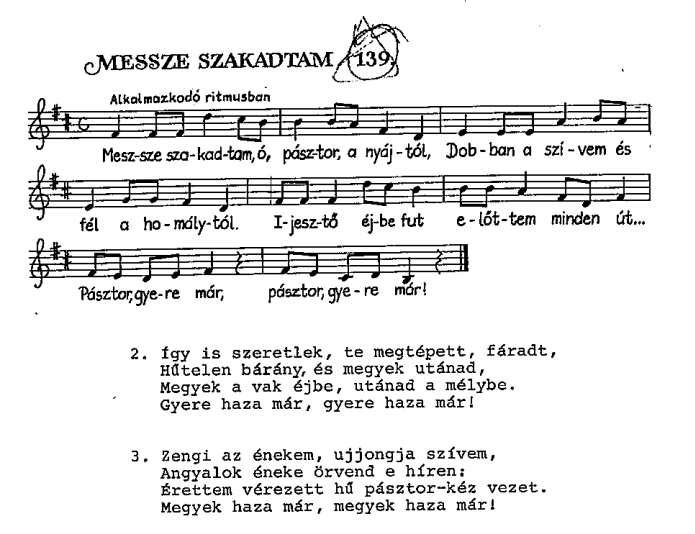 MESSZE SZAKADTAM 139.
Alkalmazkodó ritmusban
Mesz-sze sza-kad-tam, ó, pász-tor, a nyáj-tól, Dob-ban a szí-vem és
fél a ho-mály-tól. I-jesz-tő éj-be fut e-lőt-tem minden út...
Pásztor, gye-re már, pásztor, gye-re már!
2. Így is szeretlek, te megtépett, fáradt,
Hűtelen bárány, és megyek utánad,
Megyek a vak éjbe, utánad a mélybe.
Gyere haza már, gyere haza már!
3. Zengi az énekem, ujjongja szívem,
Angyalok éneke örvend e híren:
Érettem vérezett hű pásztor-kéz vezet.
Megyek haza már, megyek haza már!